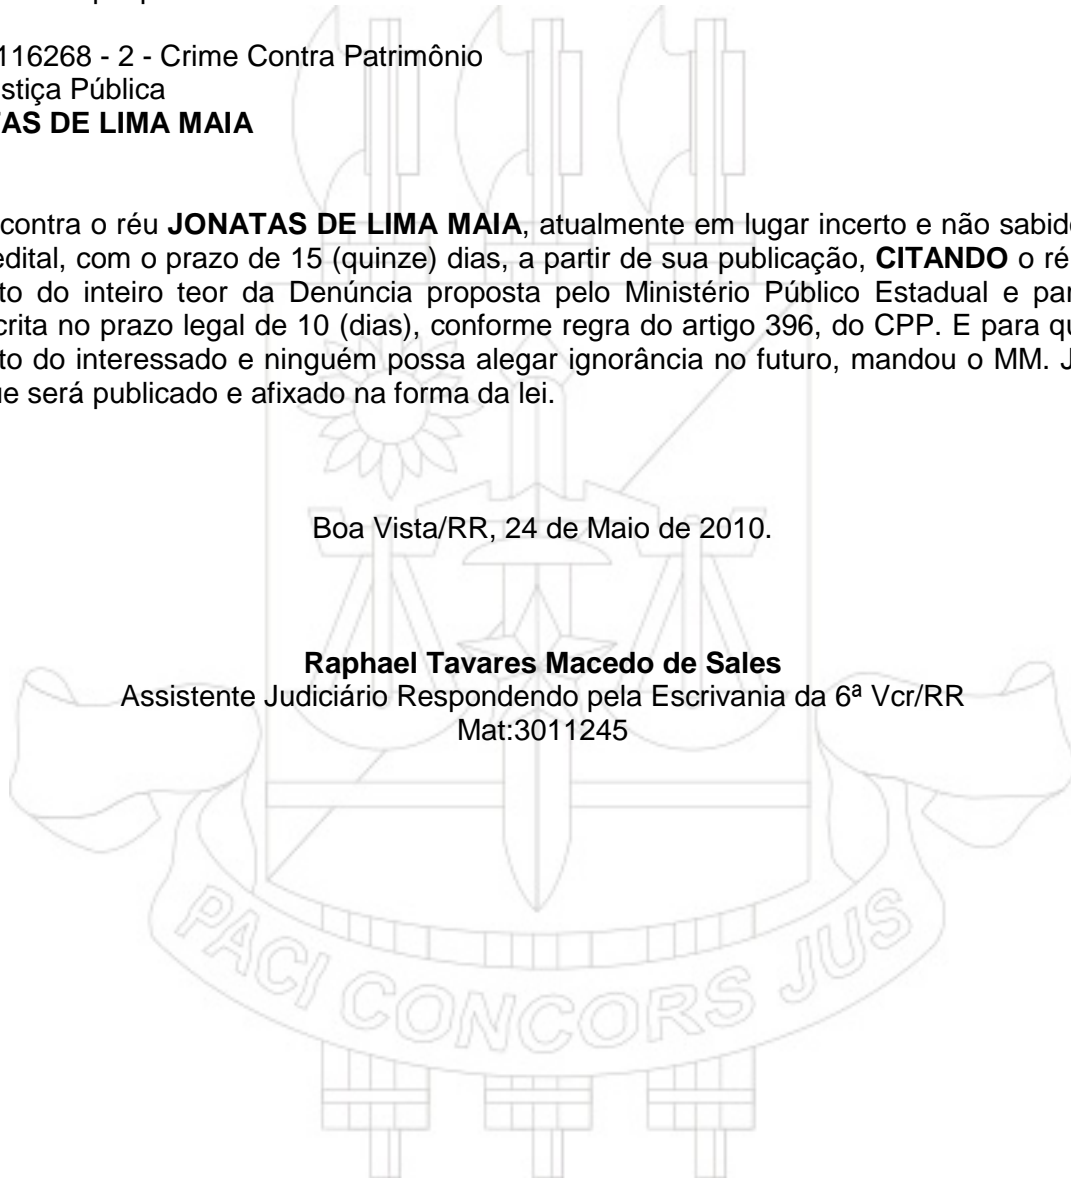 116268 - 2 - Crime Contra Patrimônio
stiça Pública
TAS DE LIMA MAIA
contra o réu JONATAS DE LIMA MAIA, atualmente em lugar incerto e não sabido
edital, com o prazo de 15 (quinze) dias, a partir de sua publicação, CITANDO o ré
to do inteiro teor da Denúncia proposta pelo Ministério Público Estadual e par
crita no prazo legal de 10 (dias), conforme regra do artigo 396, do CPP. E para qu
to do interessado e ninguém possa alegar ignorância no futuro, mandou o MM. J
ue será publicado e afixado na forma da lei.
Boa Vista/RR, 24 de Maio de 2010.
Raphael Tavares Macedo de Sales
Assistente Judiciário Respondendo pela Escrivania da 6ª Vcr/RR
Mat:3011245
PACI CONCORS JUS